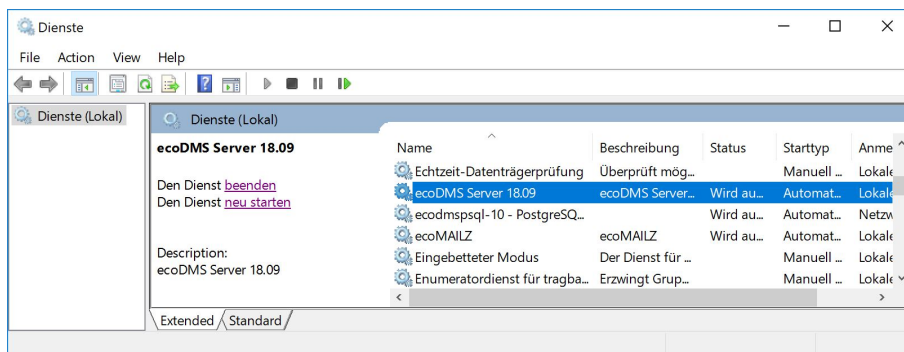 Dienste
File Action View Help
Dienste (Lokal)
Dienste (Lokal)
ecoDMS Server 18.09
Den Dienst beenden
Den Dienst neu starten
Description:
ecoDMS Server 18.09
Name Beschreibung Status Starttyp Anme
Echtzeit-Datenträgerprüfung Überprüft mög... Manuell ... Lokale
ecoDMS Server 18.09 ecoDMS Server... Wird au... Automat... Lokale
ecodmspsql-10 - PostgreSQ... Wird au... Automat... Netzw
ecoMAILZ ecoMAILZ Wird au... Automat... Lokale
Eingebetteter Modus Der Dienst für ... Manuell ... Lokale
Enumeratordienst für tragba... Erzwingt Grup... Manuell ... Lokale
Extended Standard